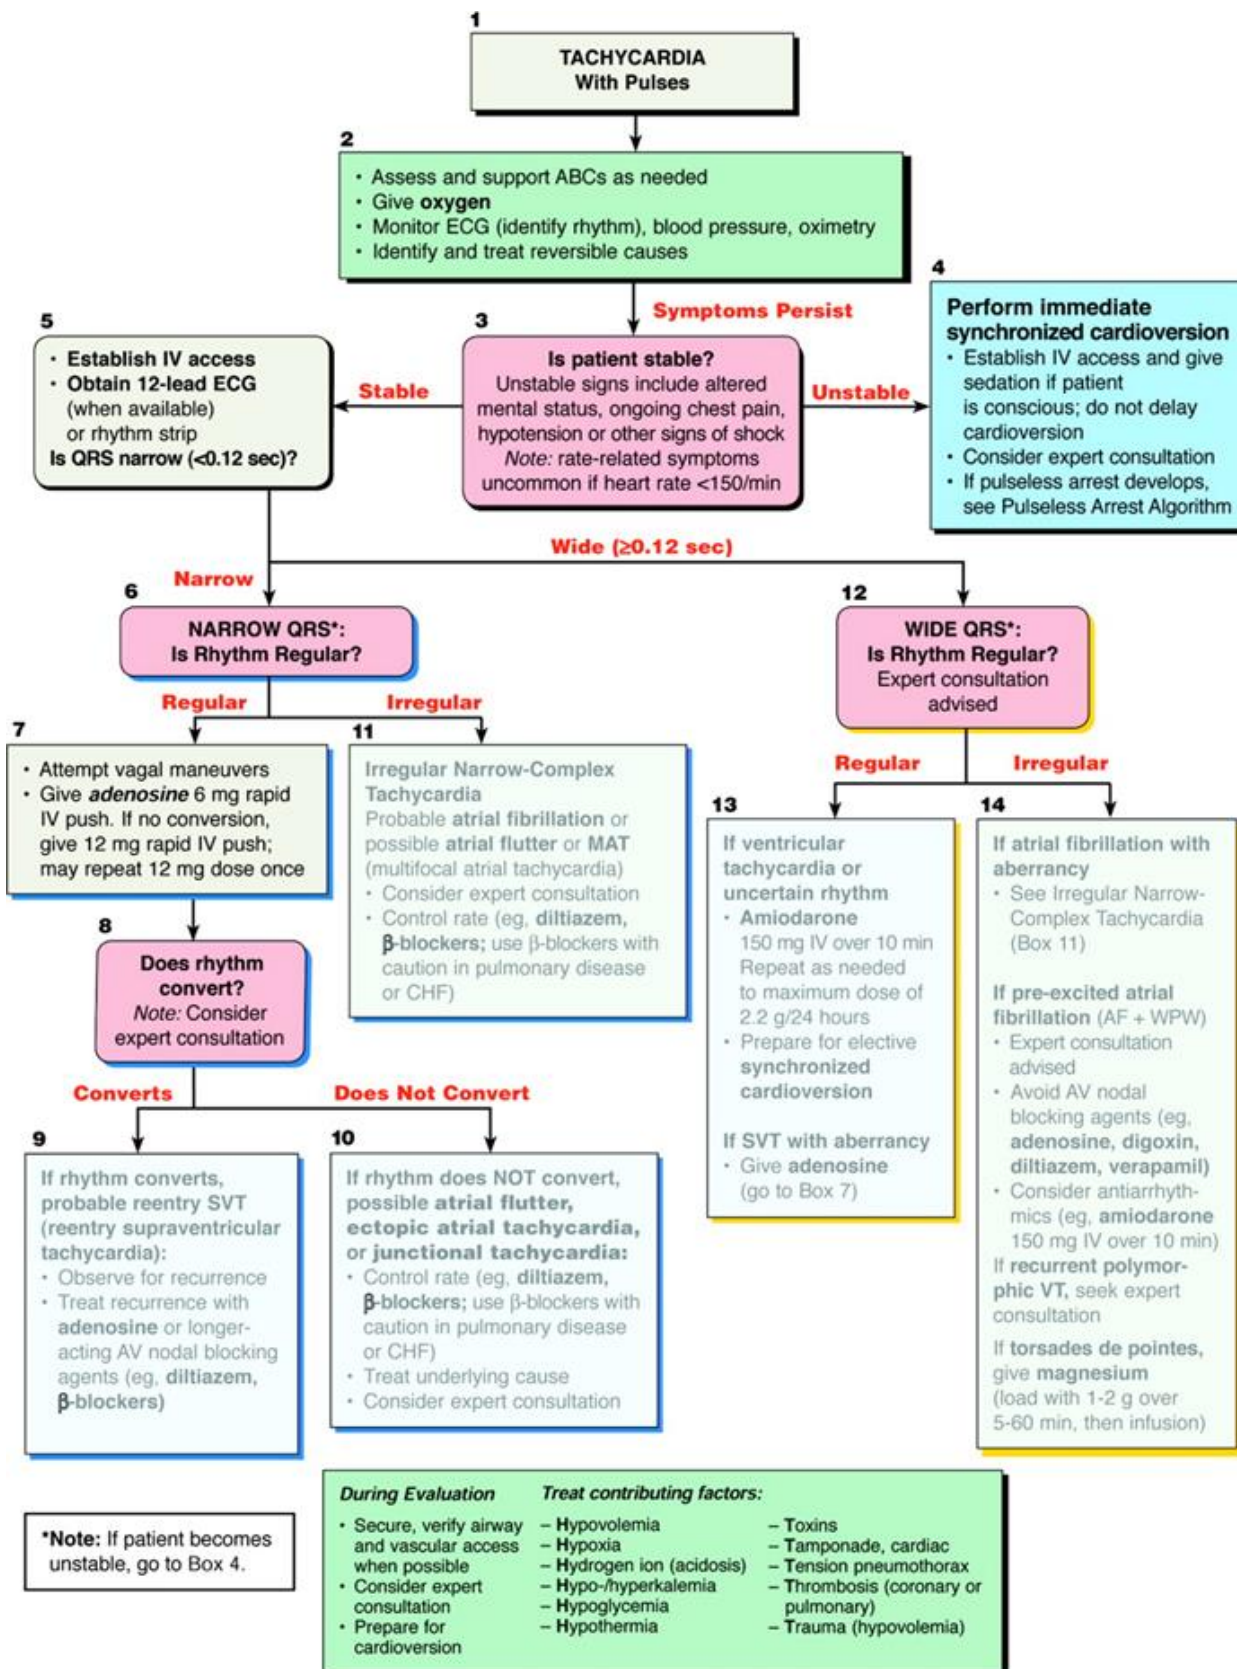 1
TACHYCARDIA
With Pulses
2
• Assess and support ABCs as needed
• Give oxygen
• Monitor ECG (identify rhythm), blood pressure, oximetry
• Identify and treat reversible causes
Symptoms Persist
3
Is patient stable?
Unstable signs include altered
mental status, ongoing chest pain,
hypotension or other signs of shock
Note: rate-related symptoms
uncommon if heart rate <150/min
Stable
Unstable
4
Perform immediate
synchronized cardioversion
• Establish IV access and give
sedation if patient
is conscious; do not delay
cardioversion
• Consider expert consultation
• If pulseless arrest develops,
see Pulseless Arrest Algorithm
5
• Establish IV access
• Obtain 12-lead ECG
(when available)
or rhythm strip
Is QRS narrow (<0.12 sec)?
Narrow
Wide (≥0.12 sec)
6
NARROW QRS*:
Is Rhythm Regular?
Regular
Irregular
7
• Attempt vagal maneuvers
• Give adenosine 6 mg rapid
IV push. If no conversion,
give 12 mg rapid IV push;
may repeat 12 mg dose once
8
Does rhythm
convert?
Note: Consider
expert consultation
Converts
Does Not Convert
9
If rhythm converts,
probable reentry SVT
(reentry supraventricular
tachycardia):
• Observe for recurrence
• Treat recurrence with
adenosine or longer-
acting AV nodal blocking
agents (eg, diltiazem,
β-blockers)
10
If rhythm does NOT convert,
possible atrial flutter,
ectopic atrial tachycardia,
or junctional tachycardia:
• Control rate (eg, diltiazem,
β-blockers; use β-blockers with
caution in pulmonary disease
or CHF)
• Treat underlying cause
• Consider expert consultation
11
Irregular Narrow-Complex
Tachycardia
Probable atrial fibrillation or
possible atrial flutter or MAT
(multifocal atrial tachycardia)
• Consider expert consultation
• Control rate (eg, diltiazem,
β-blockers; use β-blockers with
caution in pulmonary disease
or CHF)
12
WIDE QRS*:
Is Rhythm Regular?
Expert consultation
advised
Regular
Irregular
13
If ventricular
tachycardia or
uncertain rhythm
• Amiodarone
150 mg IV over 10 min
Repeat as needed
to maximum dose of
2.2 g/24 hours
• Prepare for elective
synchronized
cardioversion
If SVT with aberrancy
• Give adenosine
(go to Box 7)
14
If atrial fibrillation with
aberrancy
• See Irregular Narrow-
Complex Tachycardia
(Box 11)
If pre-excited atrial
fibrillation (AF + WPW)
• Expert consultation
advised
• Avoid AV nodal
blocking agents (eg,
adenosine, digoxin,
diltiazem, verapamil)
• Consider antiarrhyth-
mics (eg, amiodarone
150 mg IV over 10 min)
If recurrent polymor-
phic VT, seek expert
consultation
If torsades de pointes,
give magnesium
(load with 1-2 g over
5-60 min, then infusion)
*Note: If patient becomes
unstable, go to Box 4.
During Evaluation
• Secure, verify airway
and vascular access
when possible
• Consider expert
consultation
• Prepare for
cardioversion
Treat contributing factors:
– Hypovolemia
– Hypoxia
– Hydrogen ion (acidosis)
– Hypo-/hyperkalemia
– Hypoglycemia
– Hypothermia
– Toxins
– Tamponade, cardiac
– Tension pneumothorax
– Thrombosis (coronary or
pulmonary)
– Trauma (hypovolemia)